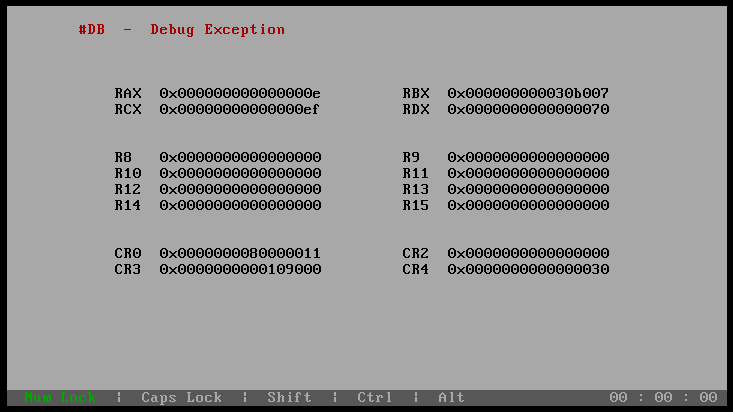 #DB - Debug Exception
RAX 0x000000000000000e RBX 0x000000000030b007
RCX 0x00000000000000ef RDX 0x0000000000000070
R8 0x0000000000000000 R9 0x0000000000000000
R10 0x0000000000000000 R11 0x0000000000000000
R12 0x0000000000000000 R13 0x0000000000000000
R14 0x0000000000000000 R15 0x0000000000000000
CR0 0x0000000080000011 CR2 0x0000000000000000
CR3 0x0000000000109000 CR4 0x0000000000000030
Num Lock ¦ Caps Lock ¦ Shift ¦ Ctrl ¦ Alt 00 : 00 : 00